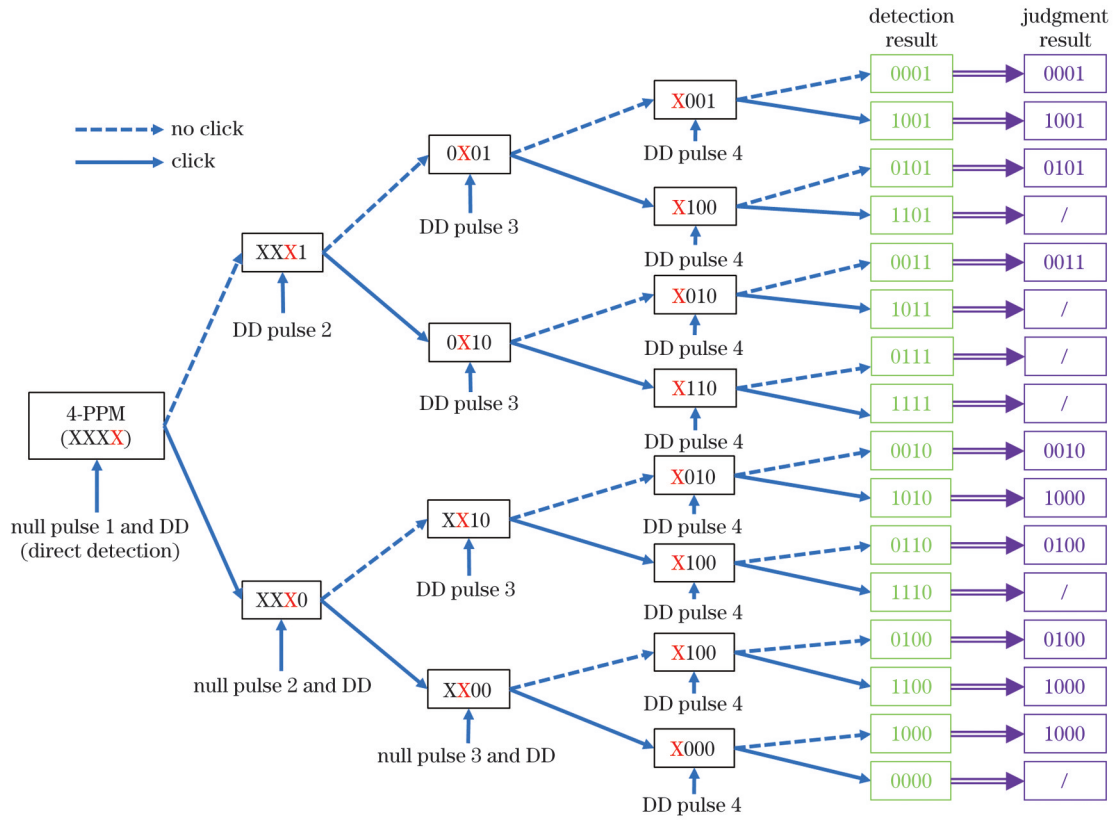 detection
result
judgment
result
no click
click
4-PPM
(XXXX)
null pulse 1 and DD
(direct detection)
XXX1
DD pulse 2
XXX0
null pulse 2 and DD
0X01
DD pulse 3
0X10
DD pulse 3
XX10
DD pulse 3
XX00
null pulse 3 and DD
X001
DD pulse 4
X100
DD pulse 4
X010
DD pulse 4
X110
DD pulse 4
X010
DD pulse 4
X100
DD pulse 4
X100
DD pulse 4
X000
DD pulse 4
0001 0001
1001 1001
0101 0101
1101 /
0011 0011
1011 /
0111 /
1111 /
0010 0010
1010 1000
0110 0100
1110 /
0100 0100
1100 1000
1000 1000
0000 /